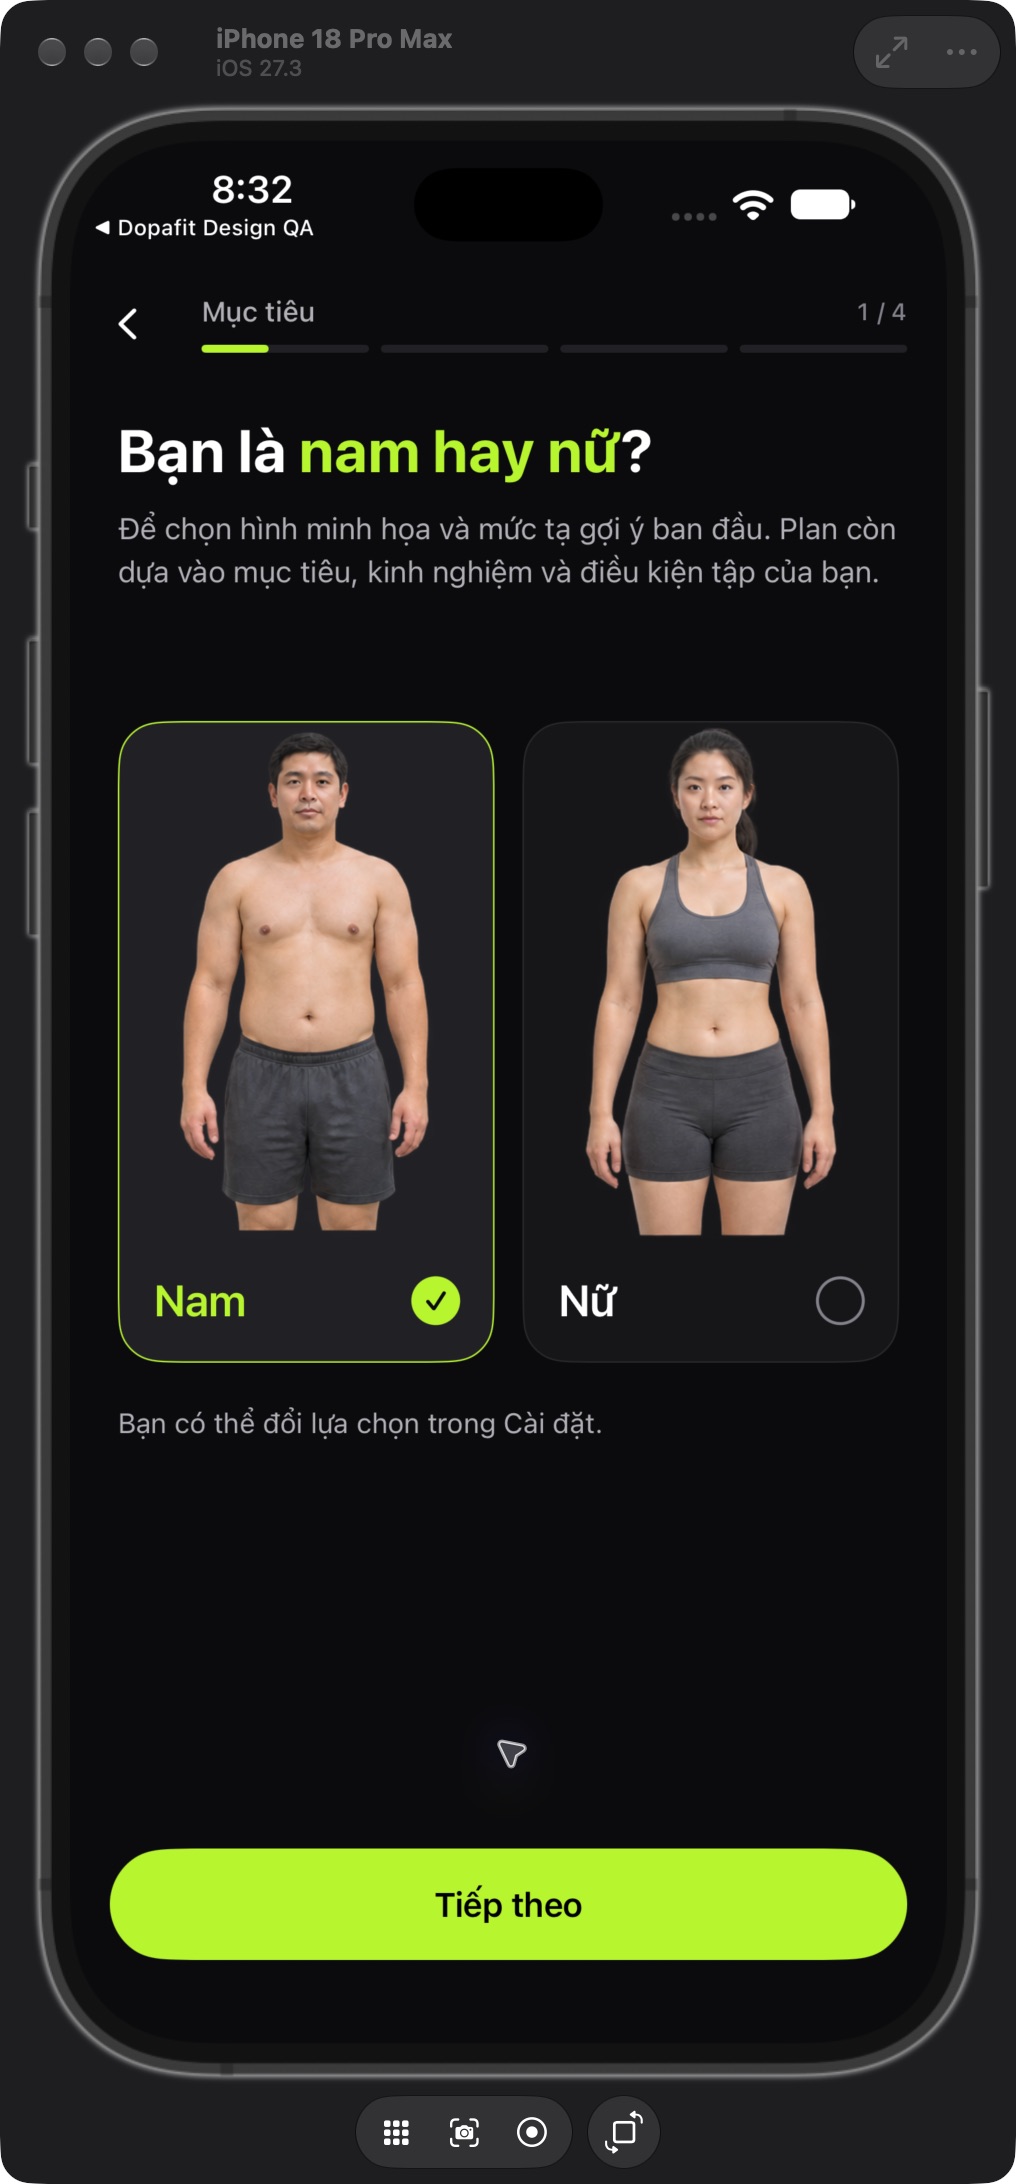 iPhone 18 Pro Max
iOS 27.3
8:32
◀ Dopafit Design QA
Mục tiêu
1 / 4
Bạn là nam hay nữ?
Để chọn hình minh họa và mức tạ gợi ý ban đầu. Plan còn
dựa vào mục tiêu, kinh nghiệm và điều kiện tập của bạn.
Nam
Nữ
Bạn có thể đổi lựa chọn trong Cài đặt.
Tiếp theo